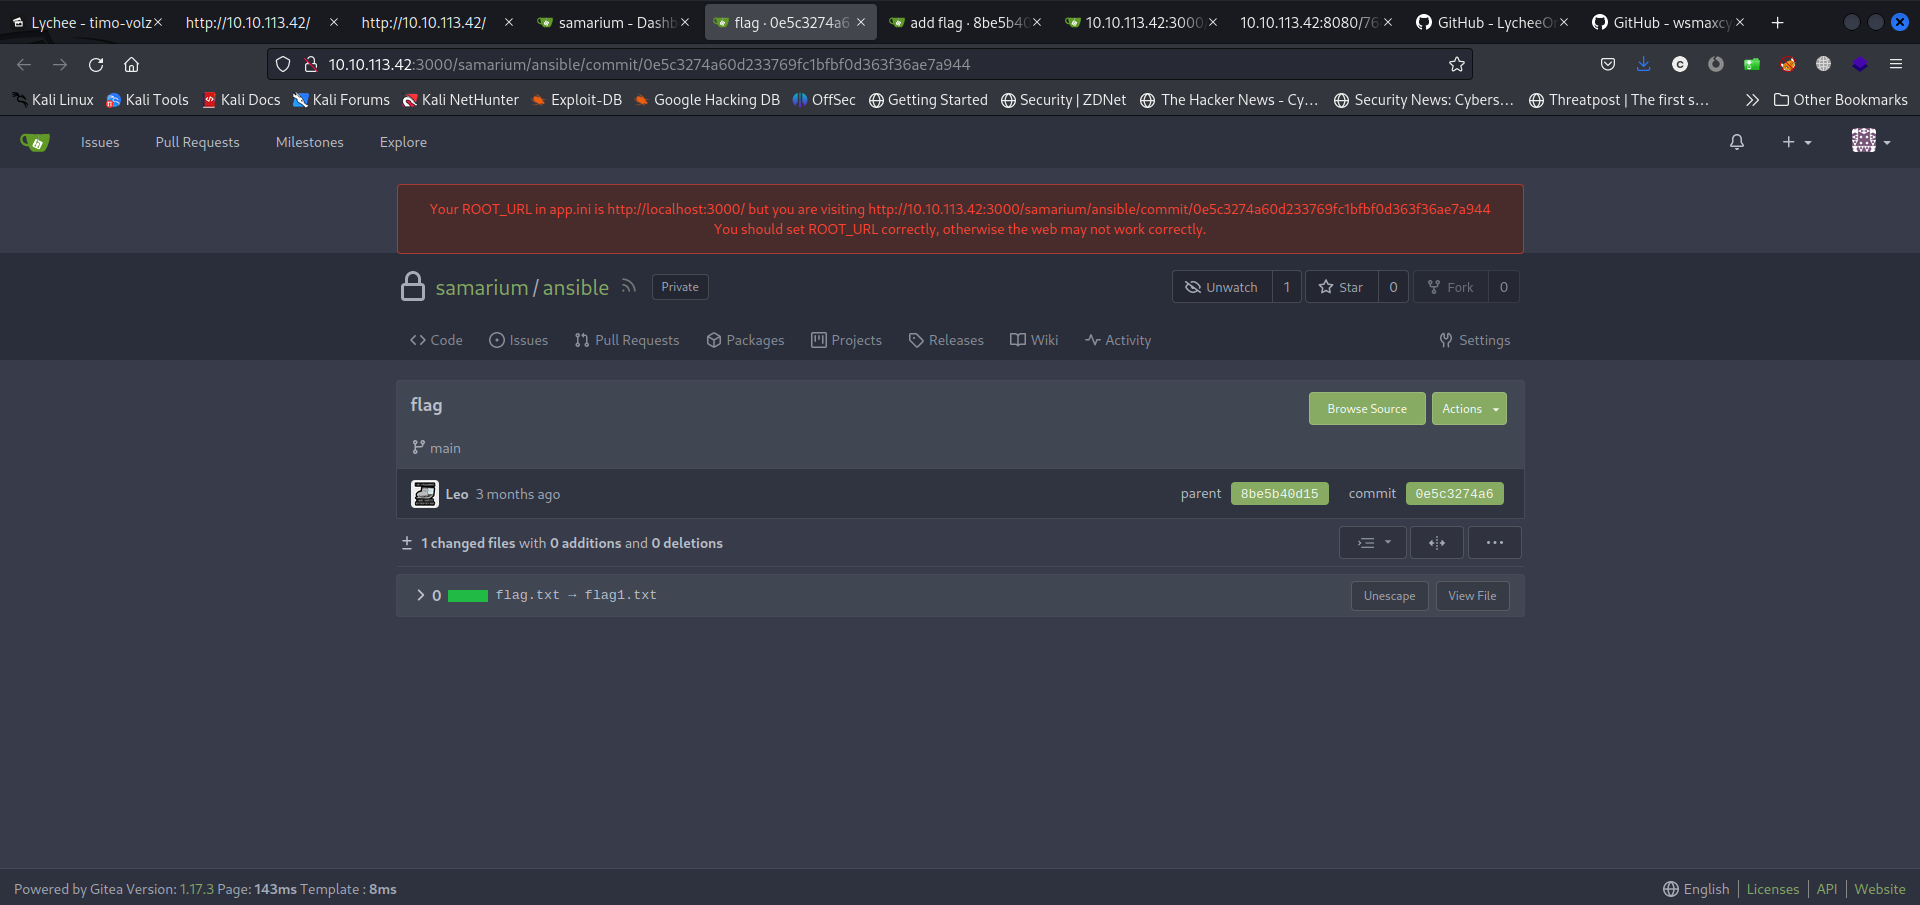 Lychee - timo-volz
http://10.10.113.42/
http://10.10.113.42/
samarium - Dashb
flag · 0e5c3274a6
add flag · 8be5b40
10.10.113.42:3000/
10.10.113.42:8080/76
GitHub - LycheeOr
GitHub - wsmaxcy
10.10.113.42:3000/samarium/ansible/commit/0e5c3274a60d233769fc1bfbf0d363f36ae7a944
Kali Linux
Kali Tools
Kali Docs
Kali Forums
Kali NetHunter
Exploit-DB
Google Hacking DB
OffSec
Getting Started
Security | ZDNet
The Hacker News - Cy…
Security News: Cybers…
Threatpost | The first s…
Other Bookmarks
Issues
Pull Requests
Milestones
Explore
Your ROOT_URL in app.ini is http://localhost:3000/ but you are visiting http://10.10.113.42:3000/samarium/ansible/commit/0e5c3274a60d233769fc1bfbf0d363f36ae7a944
You should set ROOT_URL correctly, otherwise the web may not work correctly.
samarium / ansible
Private
Unwatch 1
Star 0
Fork 0
Code
Issues
Pull Requests
Packages
Projects
Releases
Wiki
Activity
Settings
flag
Browse Source
Actions
main
Leo 3 months ago
parent 8be5b40d15
commit 0e5c3274a6
1 changed files with 0 additions and 0 deletions
0 flag.txt → flag1.txt
Unescape
View File
Powered by Gitea Version: 1.17.3 Page: 143ms Template : 8ms
English
Licenses
API
Website